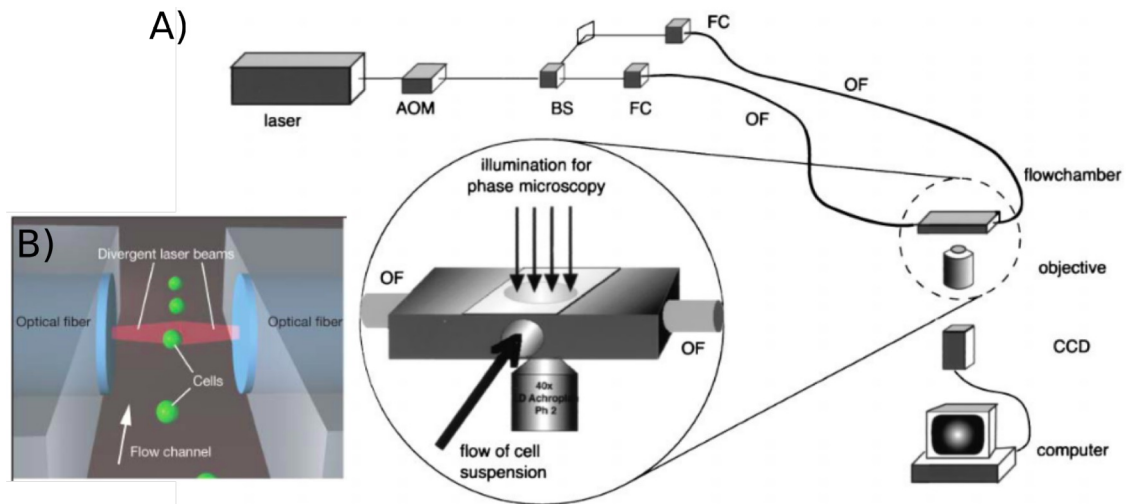 A)
FC
OF
AOM
BS
FC
OF
laser
illumination for
phase microscopy
flowchamber
B)
Divergent laser beams
OF
objective
Optical fiber
Optical fiber
OF
CCD
Cells
40x
Ph 2
Flow channel
flow of cell
suspension
computer